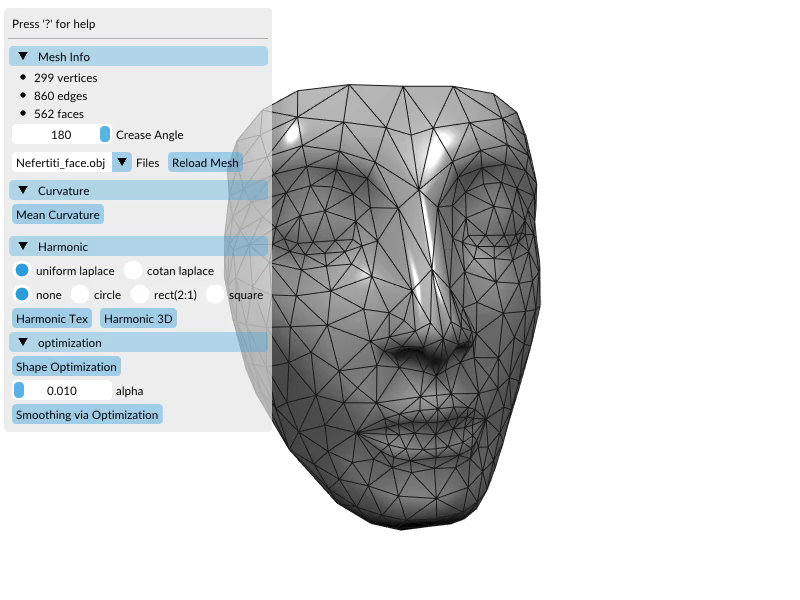 Press '?' for help
Mesh Info
299 vertices
860 edges
562 faces
180 Crease Angle
Nefertiti_face.obj Files Reload Mesh
Curvature
Mean Curvature
Harmonic
uniform laplace cotan laplace
none circle rect(2:1) square
Harmonic Tex Harmonic 3D
optimization
Shape Optimization
0.010 alpha
Smoothing via Optimization